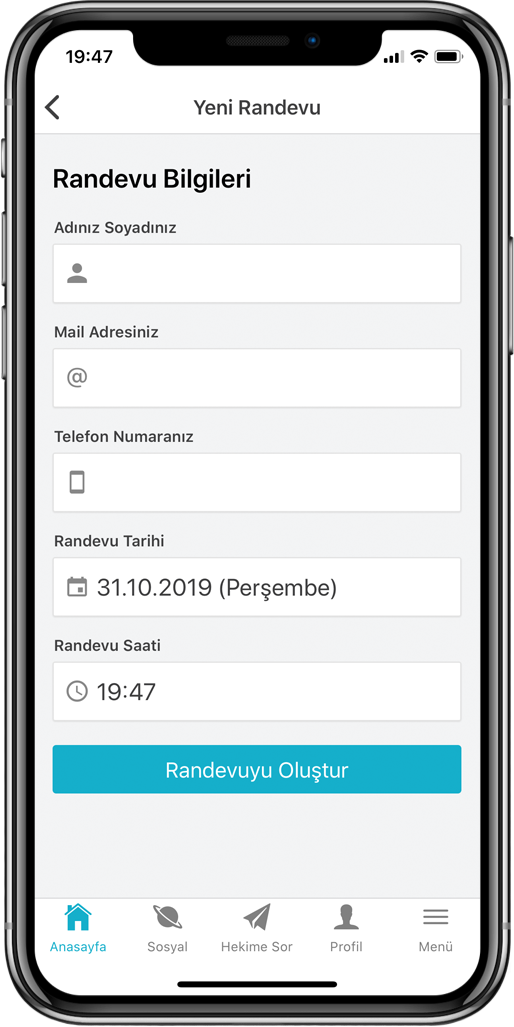 19:47
Yeni Randevu
Randevu Bilgileri
Adınız Soyadınız
Mail Adresiniz
@
Telefon Numaranız
Randevu Tarihi
31.10.2019 (Perşembe)
Randevu Saati
19:47
Randevuyu Oluştur
Anasayfa Sosyal Hekime Sor Profil Menü